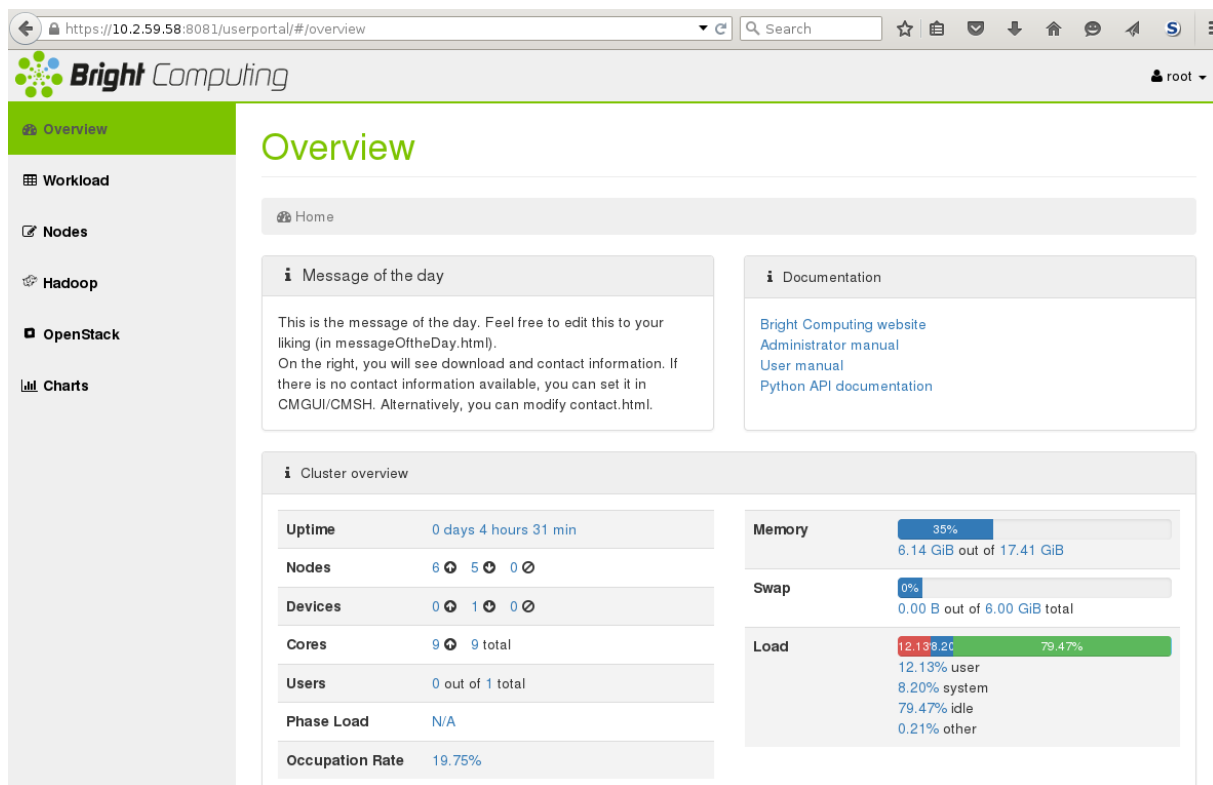 https://10.2.59.58:8081/userportal/#/overview
Search
Bright Computing
root
Overview
Workload
Nodes
Hadoop
OpenStack
Charts
Overview
Home
Message of the day
This is the message of the day. Feel free to edit this to your
liking (in messageOftheDay.html).
On the right, you will see download and contact information. If
there is no contact information available, you can set it in
CMGUI/CMSH. Alternatively, you can modify contact.html.
Documentation
Bright Computing website
Administrator manual
User manual
Python API documentation
Cluster overview
Uptime 0 days 4 hours 31 min
Nodes 6 5 0
Devices 0 1 0
Cores 9 9 total
Users 0 out of 1 total
Phase Load N/A
Occupation Rate 19.75%
Memory 35%
6.14 GiB out of 17.41 GiB
Swap 0%
0.00 B out of 6.00 GiB total
Load 12.13 8.20 79.47%
12.13% user
8.20% system
79.47% idle
0.21% other